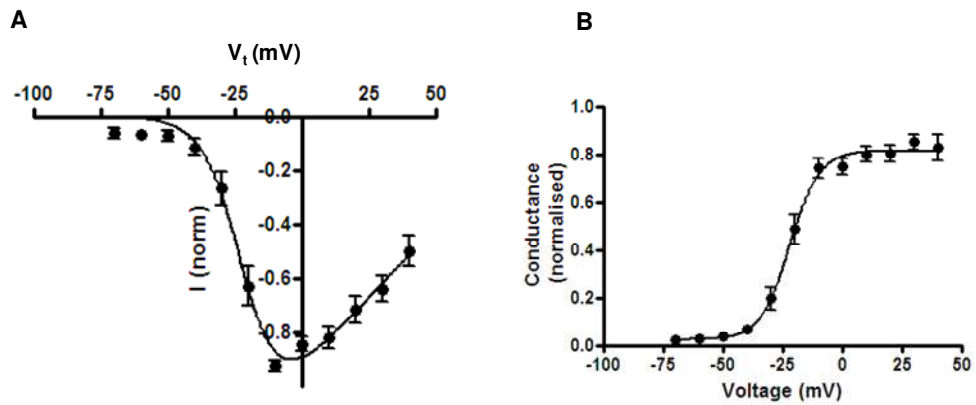 A
V_t (mV)
-100 -75 -50 -25 25 50
0.0
-0.2
-0.4
-0.6
-0.8
I (norm)
B
Conductance
(normalised)
1.0
0.8
0.6
0.4
0.2
0.0
-100 -75 -50 -25 0 25 50
Voltage (mV)